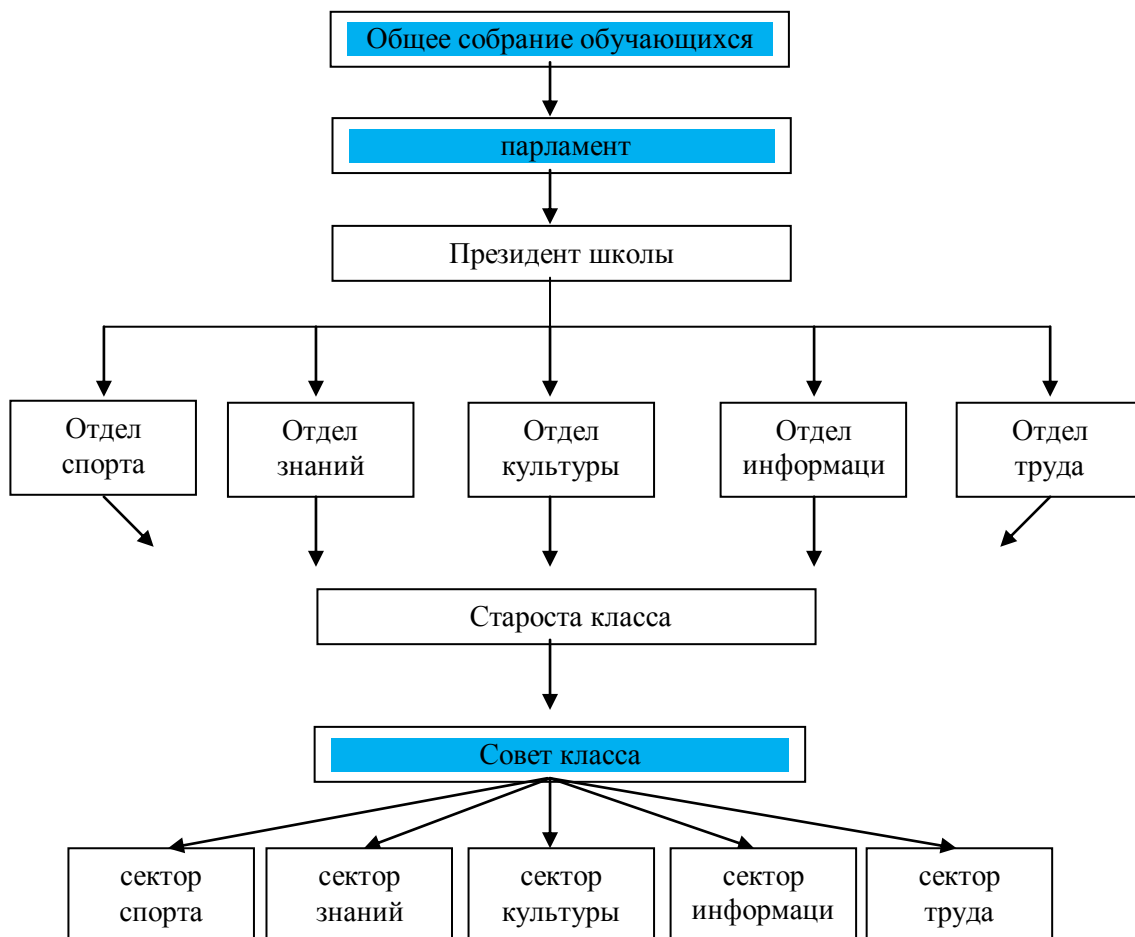 Общее собрание обучающихся
парламент
Президент школы
Отдел
спорта
Отдел
знаний
Отдел
культуры
Отдел
информаци
Отдел
труда
Староста класса
Совет класса
сектор
спорта
сектор
знаний
сектор
культуры
сектор
информаци
сектор
труда